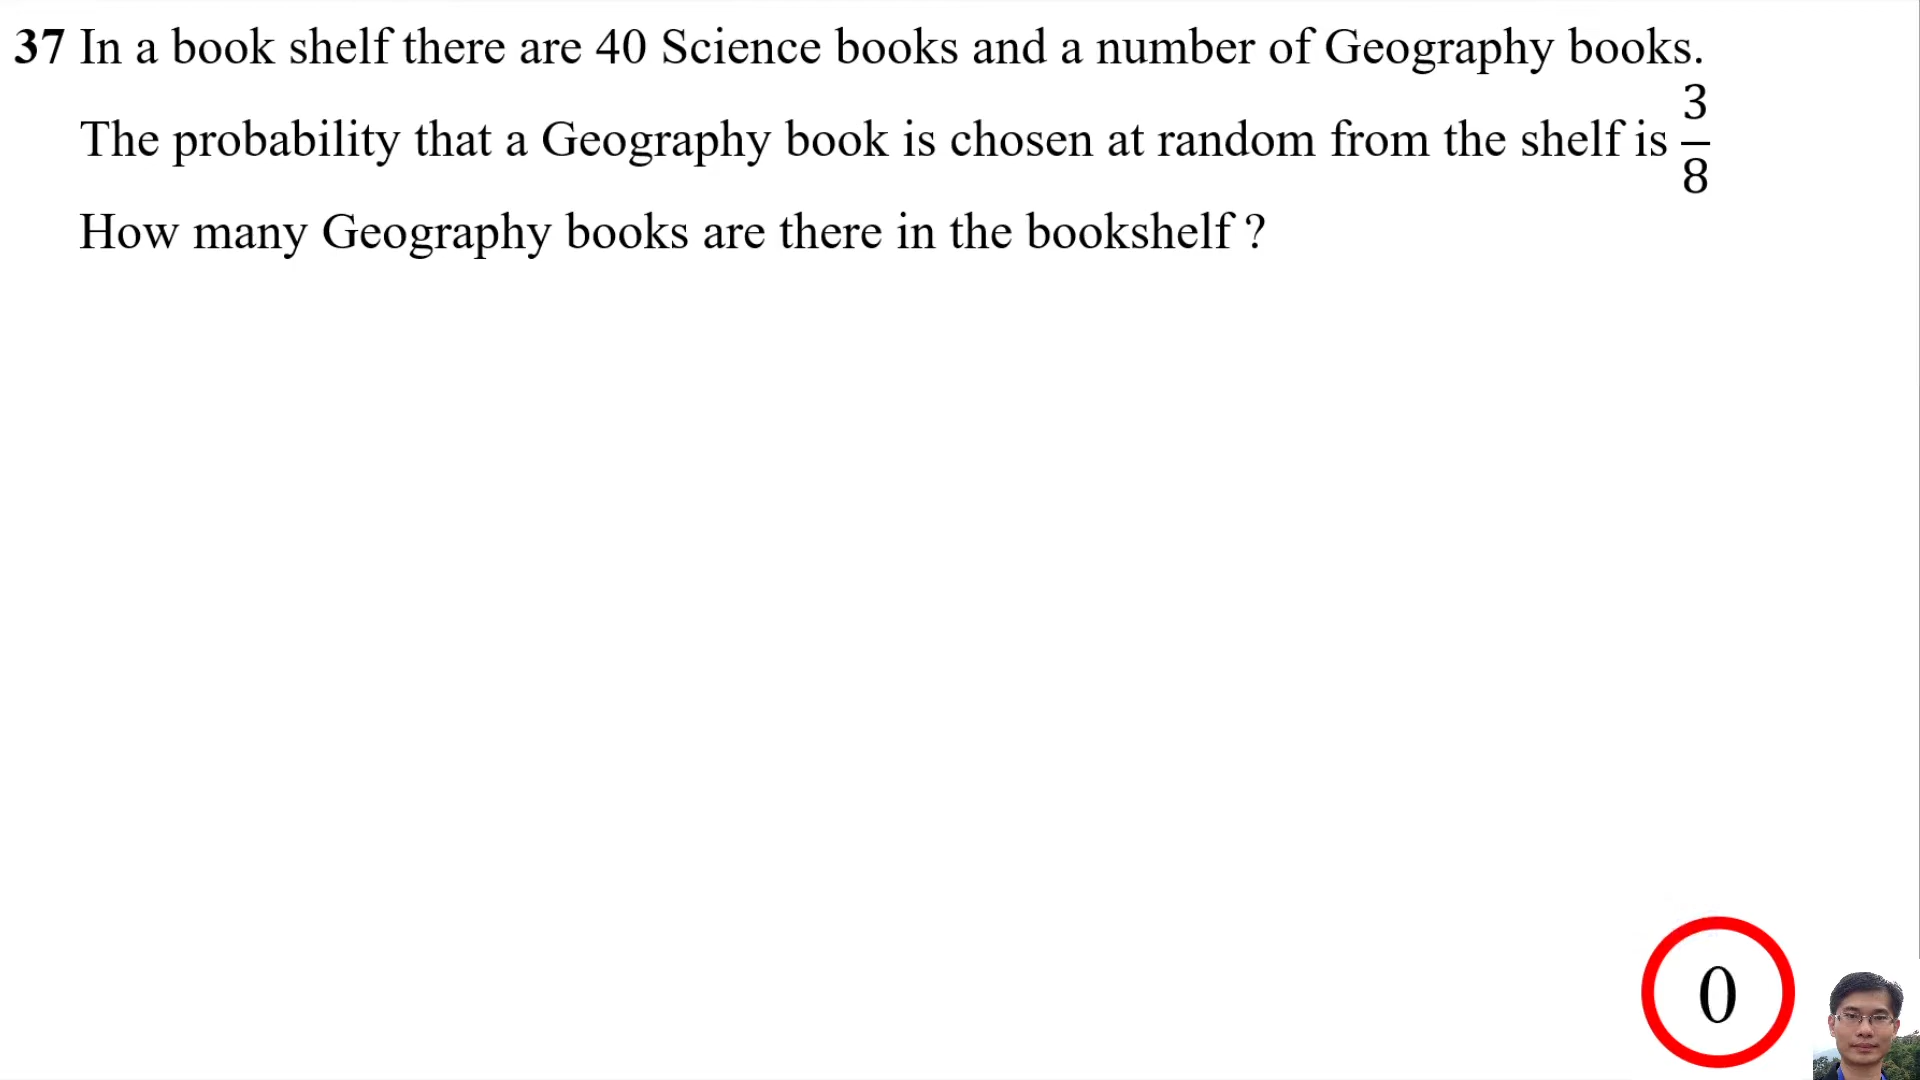 37 In a book shelf there are 40 Science books and a number of Geography books.
The probability that a Geography book is chosen at random from the shelf is 3/8
How many Geography books are there in the bookshelf ?
0